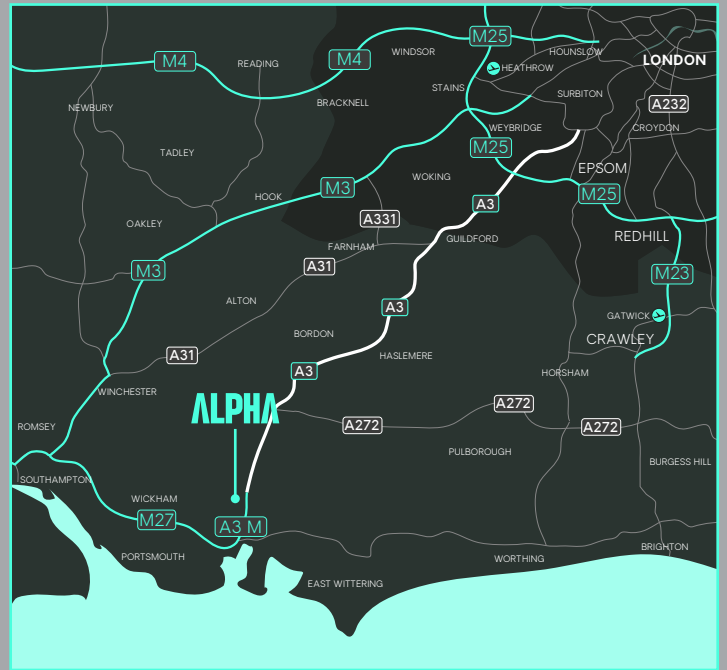 M25
HOUNSLOW
M4
M4
WINDSOR
READING
LONDON
HEATHROW
STAINS
SURBITON
BRACKNELL
A232
NEWBURY
WEYBRIDGE
CROYDON
M25
TADLEY
EPSOM
WOKING
M3
M25
HOOK
A3
A331
OAKLEY
REDHILL
GUILDFORD
FARNHAM
A31
M3
M23
ALTON
A3
GATWICK
BORDON
CRAWLEY
A31
HASLEMERE
A3
HORSHAM
WINCHESTER
ALPHA
A272
ROMSEY
A272
A272
PULBOROUGH
BURGESS HILL
SOUTHAMPTON
WICKHAM
M27
A3 M
BRIGHTON
PORTSMOUTH
WORTHING
EAST WITTERING